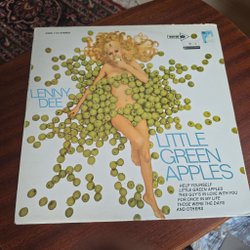 LENNY
DEE
LITTLE
GREEN
APPLES
HELP YOURSELF
LITTLE GREEN APPLES
THIS GUY'S IN LOVE WITH YOU
FOR ONCE IN MY LIFE
THOSE WERE THE DAYS
AND OTHERS